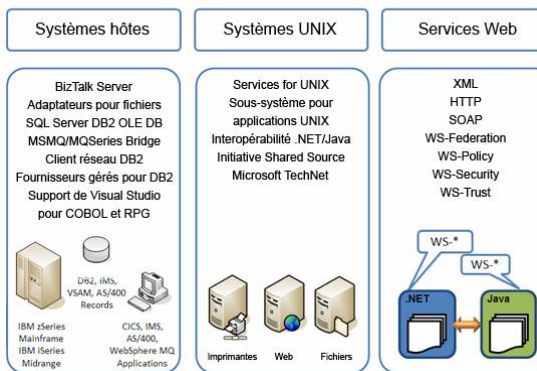 Systèmes hôtes
BizTalk Server
Adaptateurs pour fichiers
SQL Server DB2 OLE DB
MSMQ/MQSeries Bridge
Client réseau DB2
Fournisseurs gérés pour DB2
Support de Visual Studio
pour COBOL et RPG
DB2, IMS,
VSAM, AS/400
Records
IBM zSeries
Mainframe
IBM iSeries
Midrange
CICS, IMS,
AS/400,
WebSphere MQ
Applications
Systèmes UNIX
Services for UNIX
Sous-système pour
applications UNIX
Interopérabilité .NET/Java
Initiative Shared Source
Microsoft TechNet
Imprimantes
Web
Fichiers
Services Web
XML
HTTP
SOAP
WS-Federation
WS-Policy
WS-Security
WS-Trust
WS-*
WS-*
.NET
Java